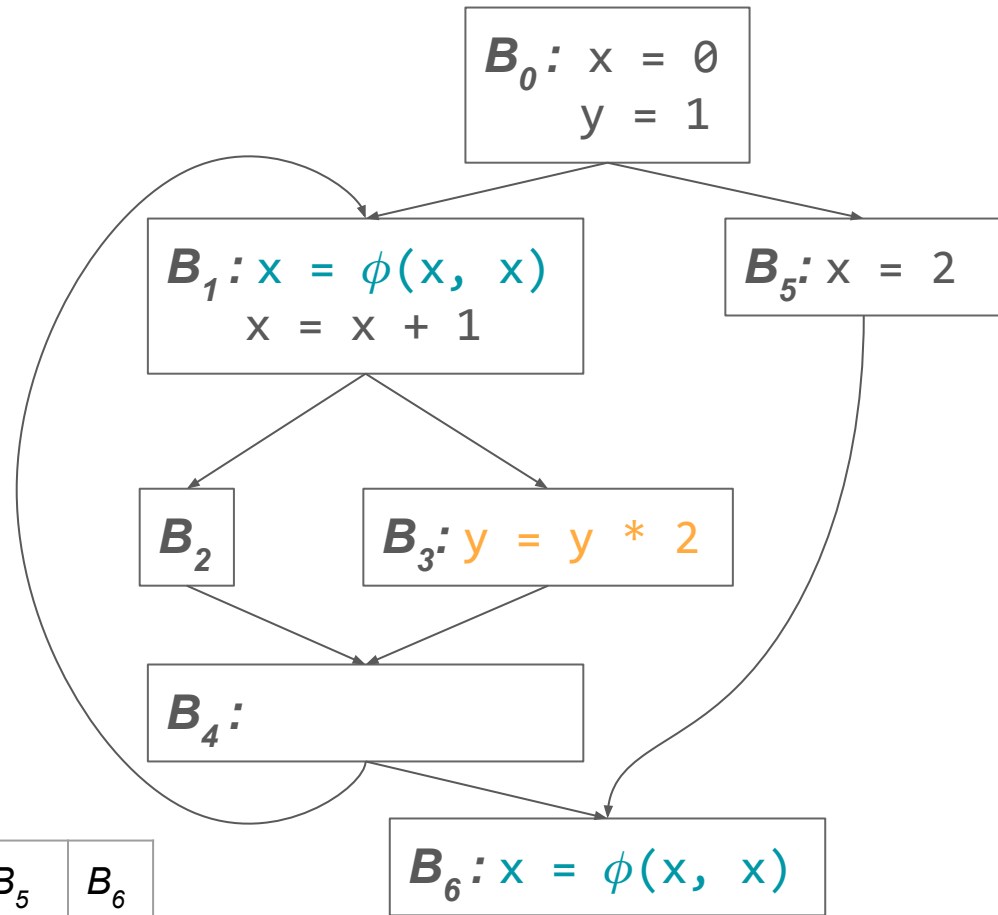 B₀: x = 0
y = 1
B₁: x = ϕ(x, x)
x = x + 1
B₅: x = 2
B₂
B₃: y = y * 2
B₄:
B₅ B₆
B₆: x = ϕ(x, x)